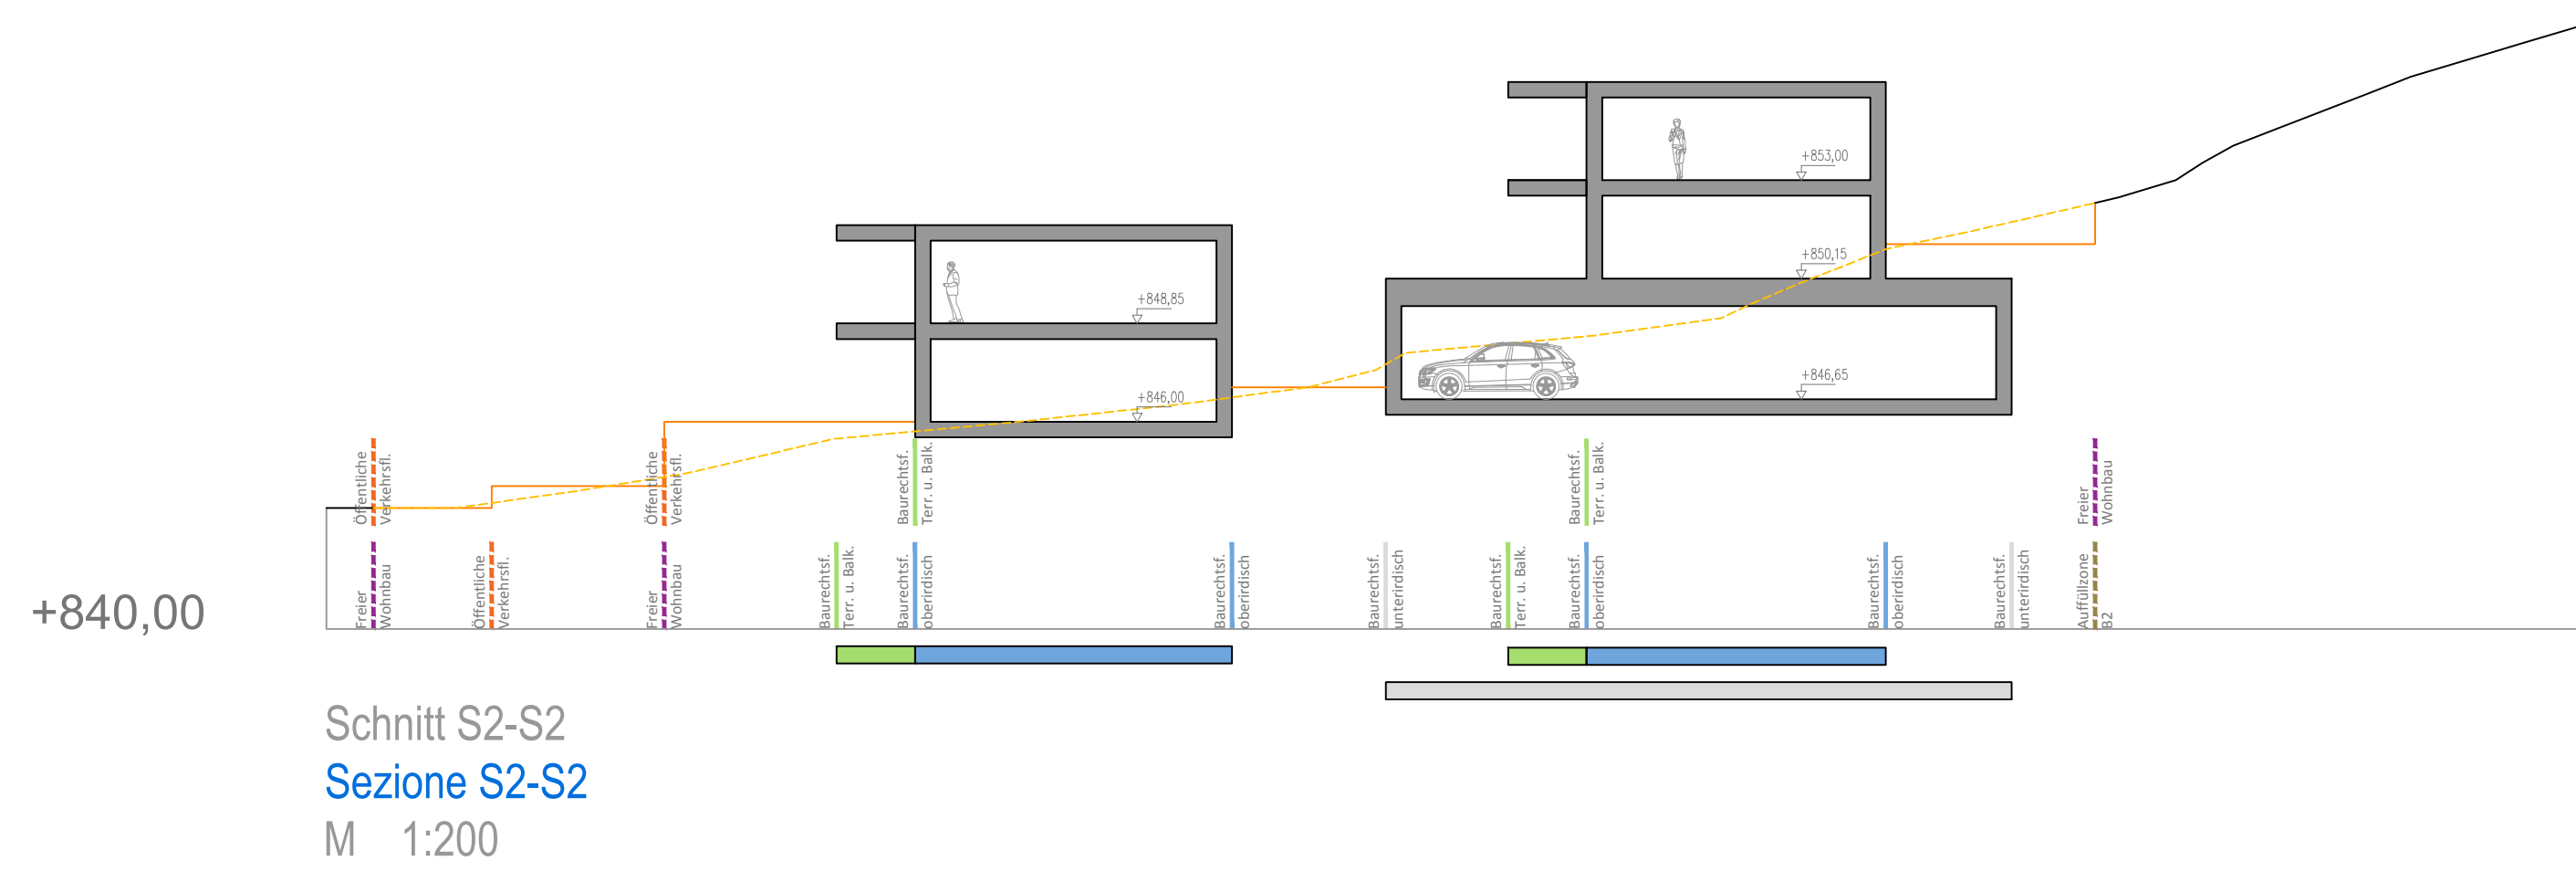 +853,00
+850,15
+848,85
+846,65
+846,00
Öffentliche
Verkehrsfl.
Öffentliche
Verkehrsfl.
Baurechtsf.
Terr. u. Balk.
Baurechtsf.
Terr. u. Balk.
Freier
Wohnbau
Freier
Wohnbau
Öffentliche
Verkehrsfl.
Freier
Wohnbau
Baurechtsf.
Terr. u. Balk.
Baurechtsf.
oberirdisch
Baurechtsf.
oberirdisch
Baurechtsf.
unterirdisch
Baurechtsf.
Terr. u. Balk.
Baurechtsf.
oberirdisch
Baurechtsf.
oberirdisch
Baurechtsf.
unterirdisch
Auffüllzone
B2
+840,00
Schnitt S2-S2
Sezione S2-S2
M 1:200